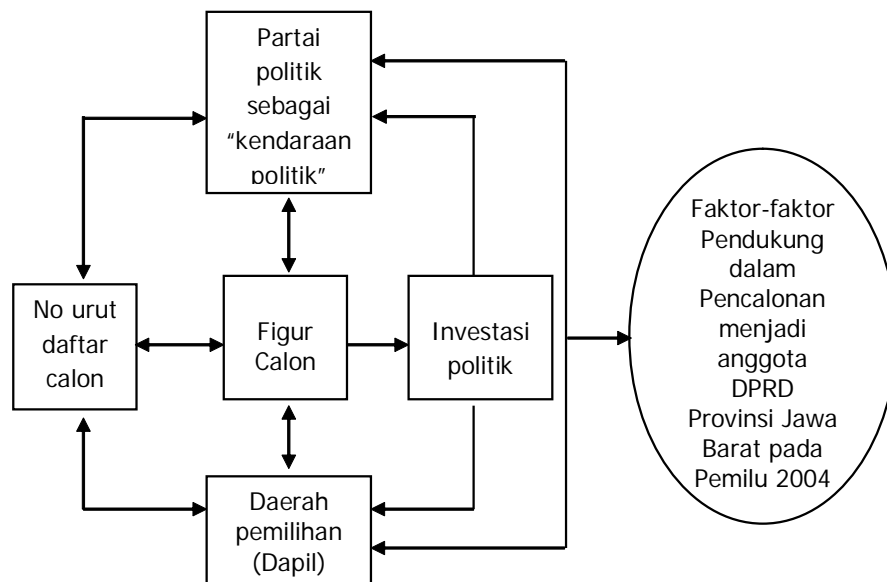 Partai
politik
sebagai
“kendaraan
politik”
No urut
daftar
calon
Figur
Calon
Investasi
politik
Daerah
pemilihan
(Dapil)
Faktor-faktor
Pendukung
dalam
Pencalonan
menjadi
anggota
DPRD
Provinsi Jawa
Barat pada
Pemilu 2004